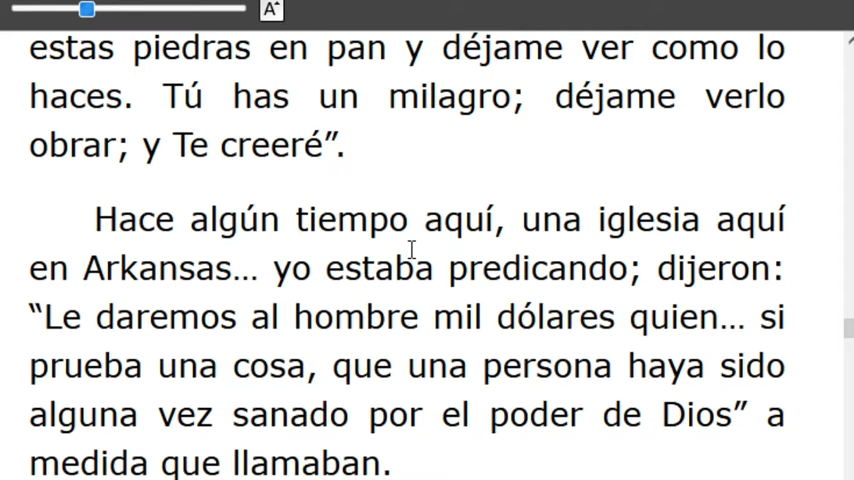 A
estas piedras en pan y déjame ver como lo
haces. Tú has un milagro; déjame verlo
obrar; y Te creeré”.
Hace algún tiempo aquí, una iglesia aquí
en Arkansas… yo estaba predicando; dijeron:
“Le daremos al hombre mil dólares quien… si
prueba una cosa, que una persona haya sido
alguna vez sanado por el poder de Dios” a
medida que llamaban.